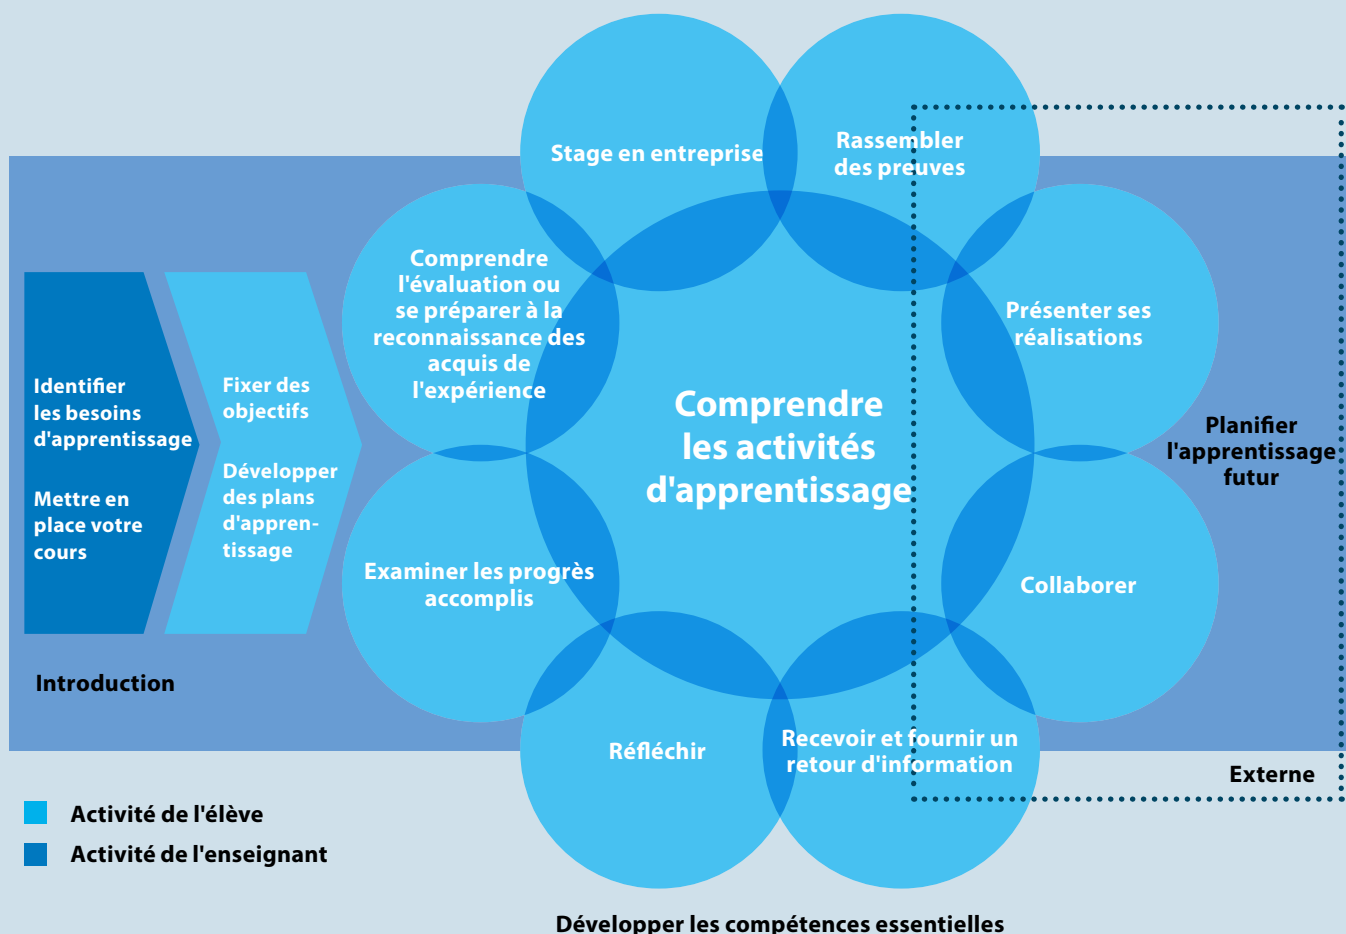 Stage en entreprise
Rassembler
des preuves
Comprendre
l'évaluation ou
se préparer à la
reconnaissance des
acquis de
l'expérience
Présenter ses
réalisations
Identifier
les besoins
d'apprentissage
Mettre en
place votre
cours
Fixer des
objectifs
Développer
des plans
d'appren-
tissage
Comprendre
les activités
d'apprentissage
Planifier
l'apprentissage
futur
Examiner les progrès
accomplis
Collaborer
Introduction
Réfléchir
Recevoir et fournir un
retour d'information
Externe
Activité de l'élève
Activité de l'enseignant
Développer les compétences essentielles